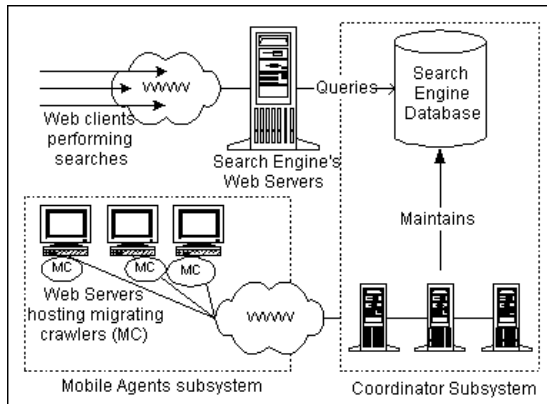 WWW
Web clients
performing
searches
Search Engine's
Web Servers
Queries
Search
Engine
Database
Maintains
MC
MC
MC
Web Servers
hosting migrating
crawlers (MC)
WWW
Mobile Agents subsystem
Coordinator Subsystem